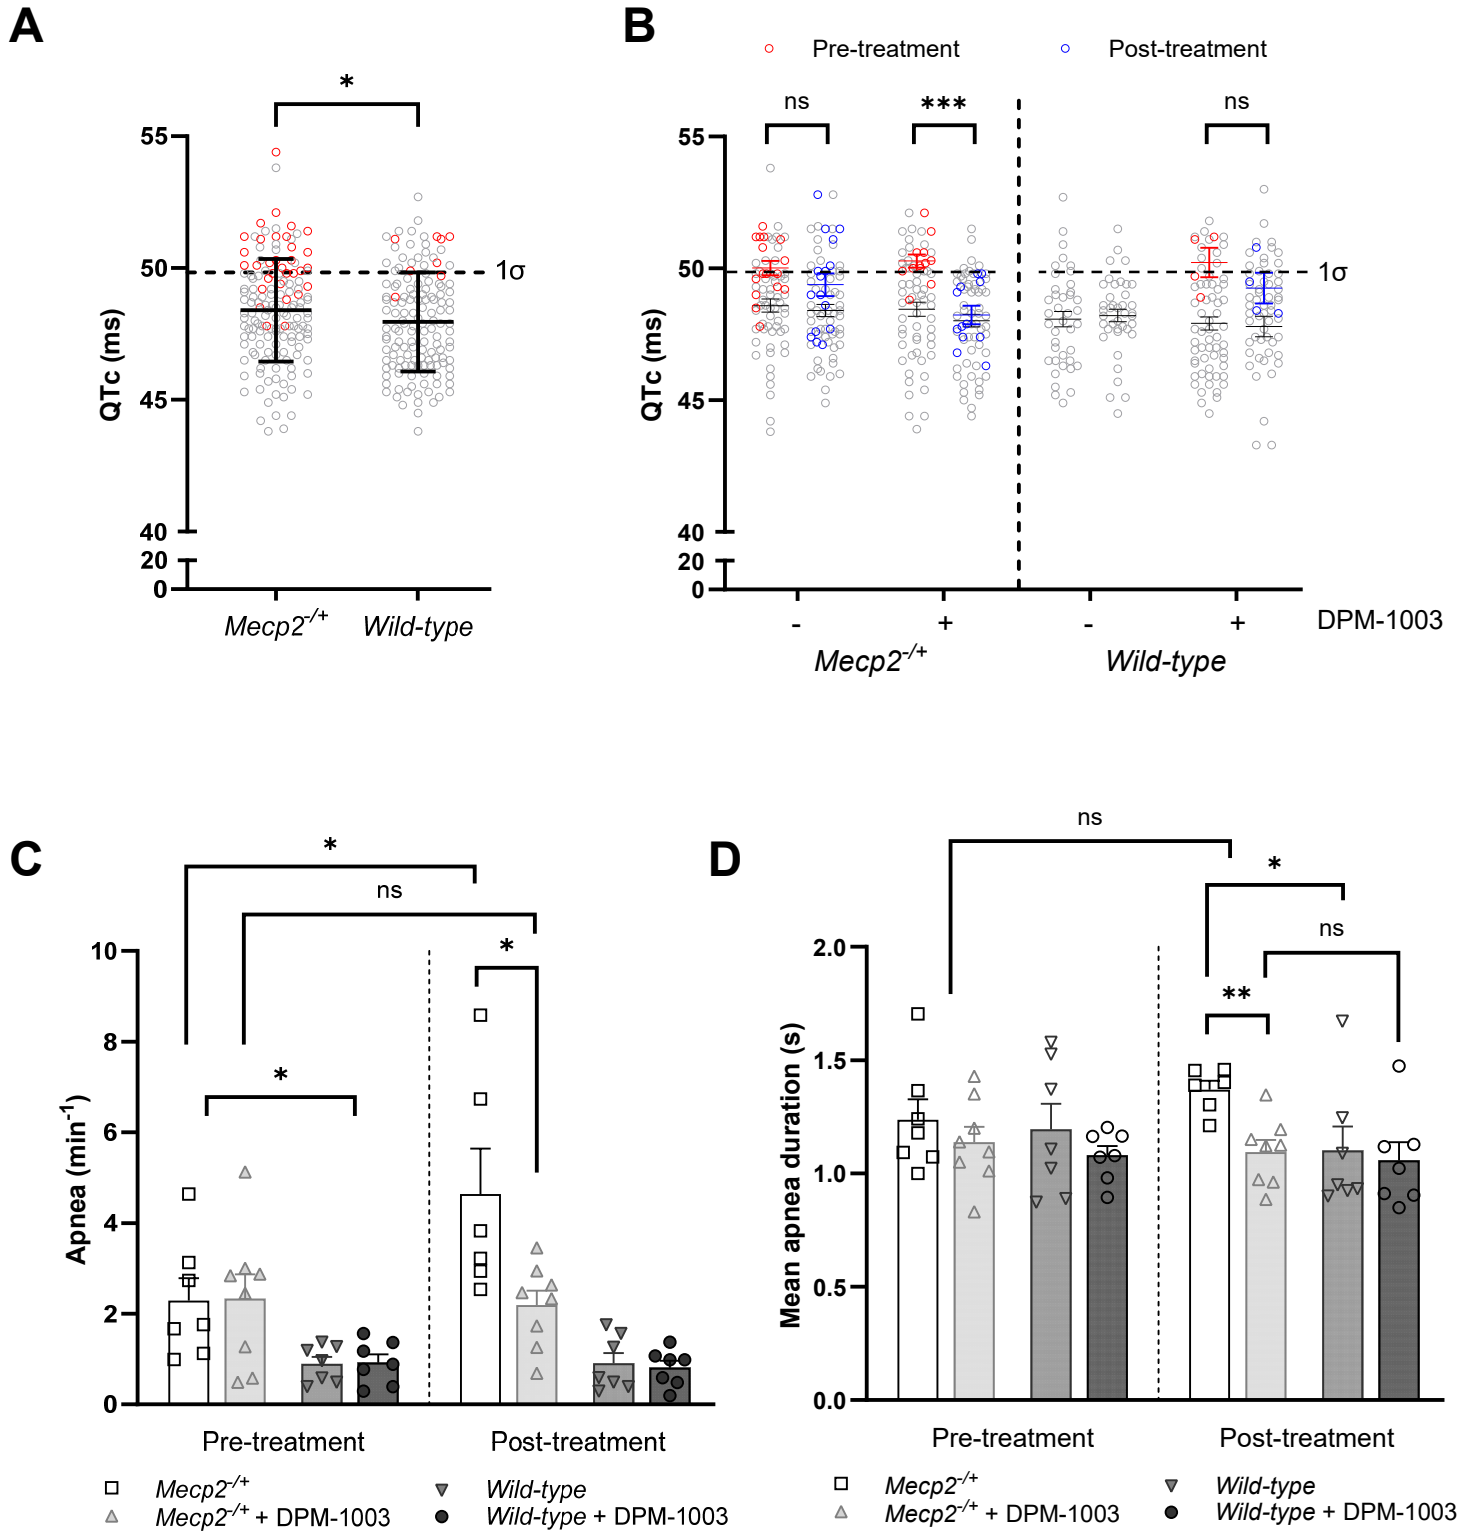 A
B
Pre-treatment
Post-treatment
*
ns
***
ns
55
50
45
40
20
0
QTc (ms)
1σ
Mecp2-/+
Wild-type
55
50
45
40
20
0
QTc (ms)
1σ
-
+
-
+
DPM-1003
Mecp2-/+
Wild-type
C
D
*
ns
*
*
10
8
6
4
2
0
Apnea (min-1)
Pre-treatment
Post-treatment
Mecp2-/+
Wild-type
Mecp2-/+ + DPM-1003
Wild-type + DPM-1003
ns
*
ns
**
2.0
1.5
1.0
0.5
0.0
Mean apnea duration (s)
Pre-treatment
Post-treatment
Mecp2-/+
Wild-type
Mecp2-/+ + DPM-1003
Wild-type + DPM-1003